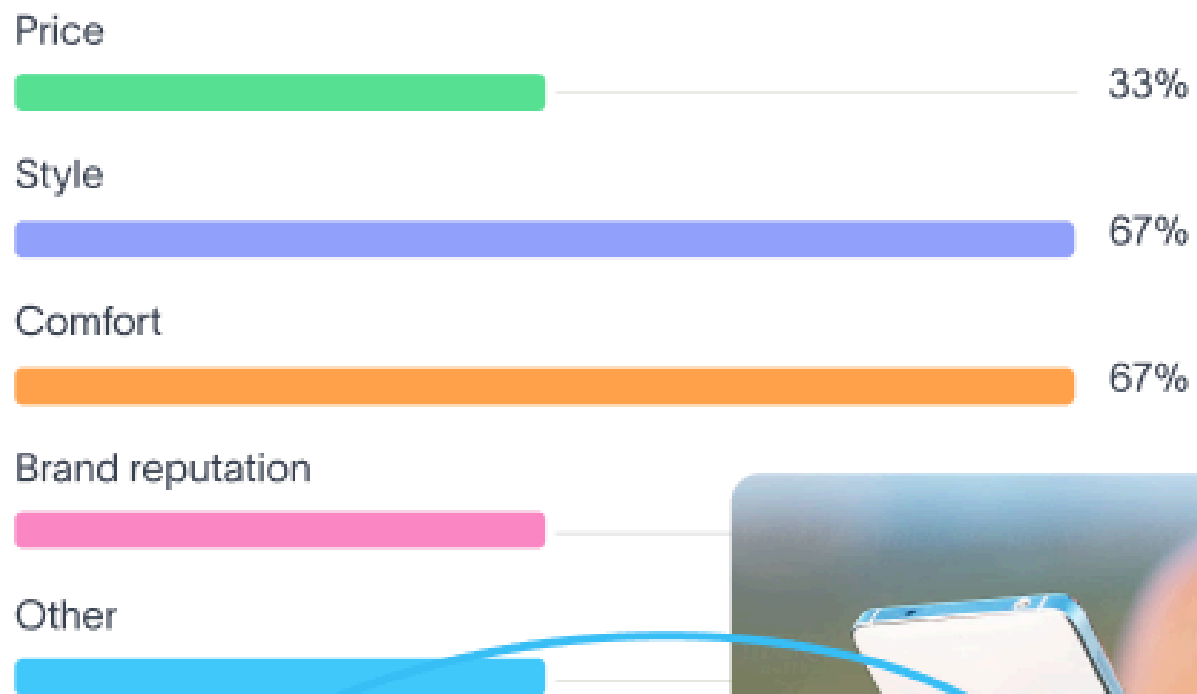 Price
33%
Style
67%
Comfort
67%
Brand reputation
Other